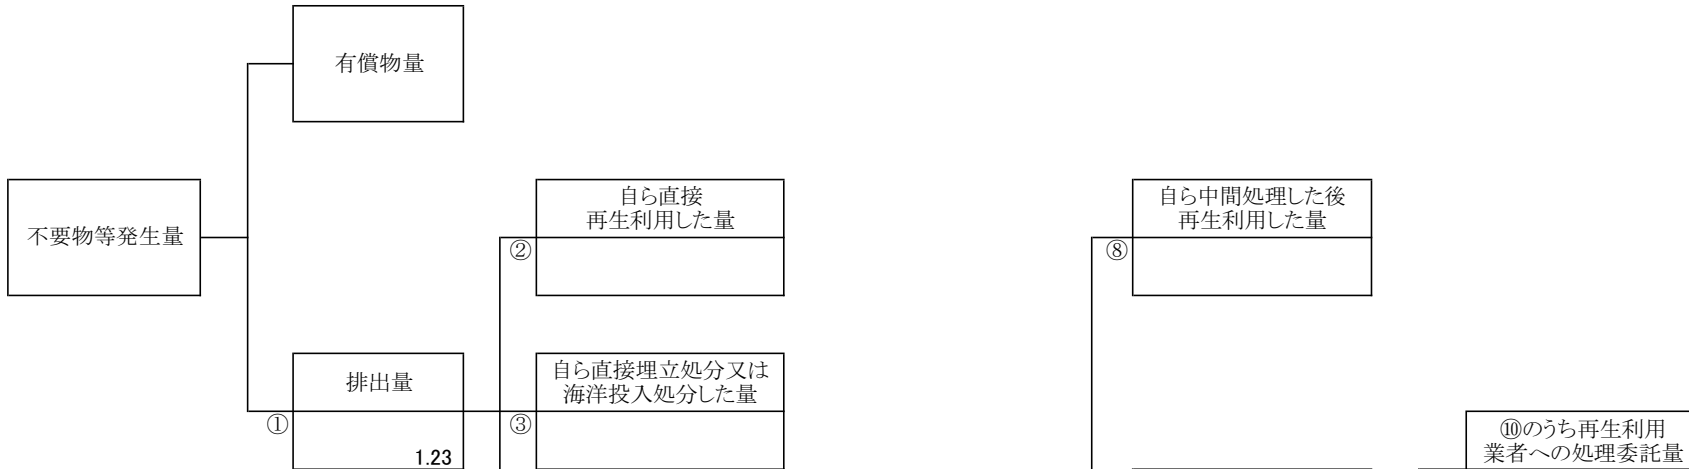 有償物量
不要物等発生量
自ら直接
再生利用した量
②
自ら中間処理した後
再生利用した量
⑧
排出量
①
1.23
自ら直接埋立処分又は
海洋投入処分した量
③
⑩のうち再生利用
業者への処理委託量